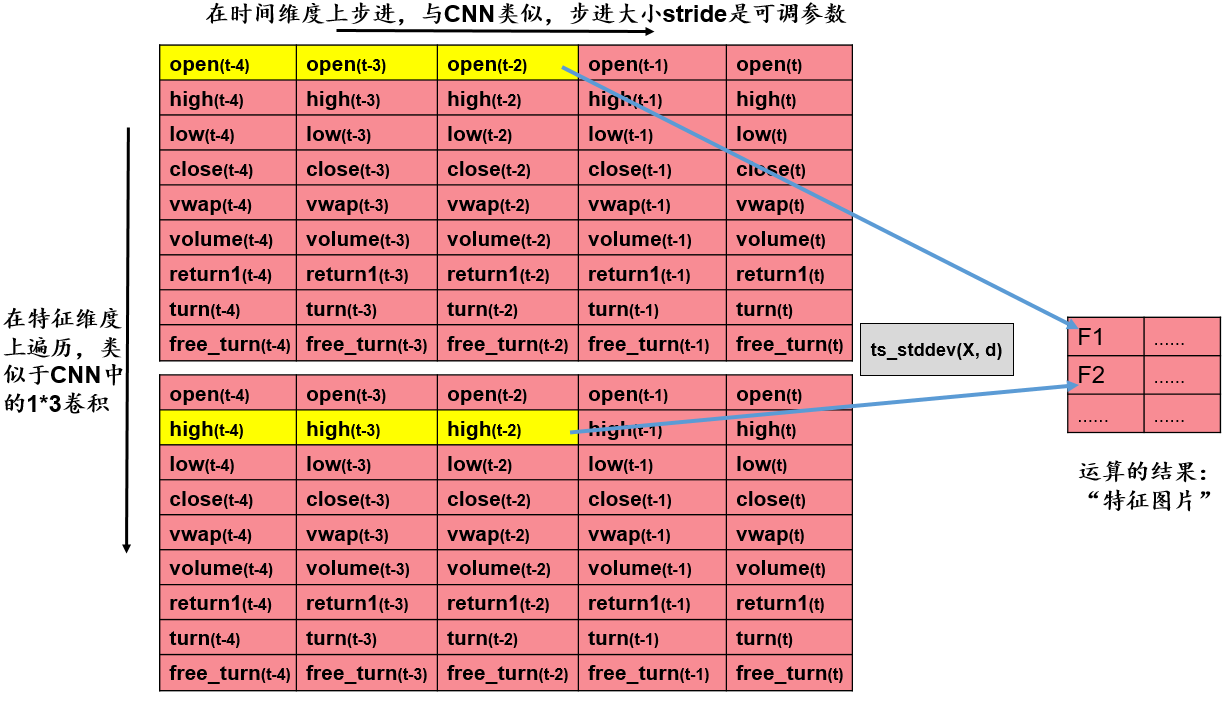 在时间维度上步进，与CNN类似，步进大小stride是可调参数
open(t-4) open(t-3) open(t-2) open(t-1) open(t)
high(t-4) high(t-3) high(t-2) high(t-1) high(t)
low(t-4) low(t-3) low(t-2) low(t-1) low(t)
close(t-4) close(t-3) close(t-2) close(t-1) close(t)
vwap(t-4) vwap(t-3) vwap(t-2) vwap(t-1) vwap(t)
volume(t-4) volume(t-3) volume(t-2) volume(t-1) volume(t)
return1(t-4) return1(t-3) return1(t-2) return1(t-1) return1(t)
turn(t-4) turn(t-3) turn(t-2) turn(t-1) turn(t)
free_turn(t-4) free_turn(t-3) free_turn(t-2) free_turn(t-1) free_turn(t)
在特征维度
上遍历，类
似于CNN中
的1*3卷积
open(t-4) open(t-3) open(t-2) open(t-1) open(t)
high(t-4) high(t-3) high(t-2) high(t-1) high(t)
low(t-4) low(t-3) low(t-2) low(t-1) low(t)
close(t-4) close(t-3) close(t-2) close(t-1) close(t)
vwap(t-4) vwap(t-3) vwap(t-2) vwap(t-1) vwap(t)
volume(t-4) volume(t-3) volume(t-2) volume(t-1) volume(t)
return1(t-4) return1(t-3) return1(t-2) return1(t-1) return1(t)
turn(t-4) turn(t-3) turn(t-2) turn(t-1) turn(t)
free_turn(t-4) free_turn(t-3) free_turn(t-2) free_turn(t-1) free_turn(t)
ts_stddev(X, d)
F1 ......
F2 ......
...... ......
运算的结果：
“特征图片”